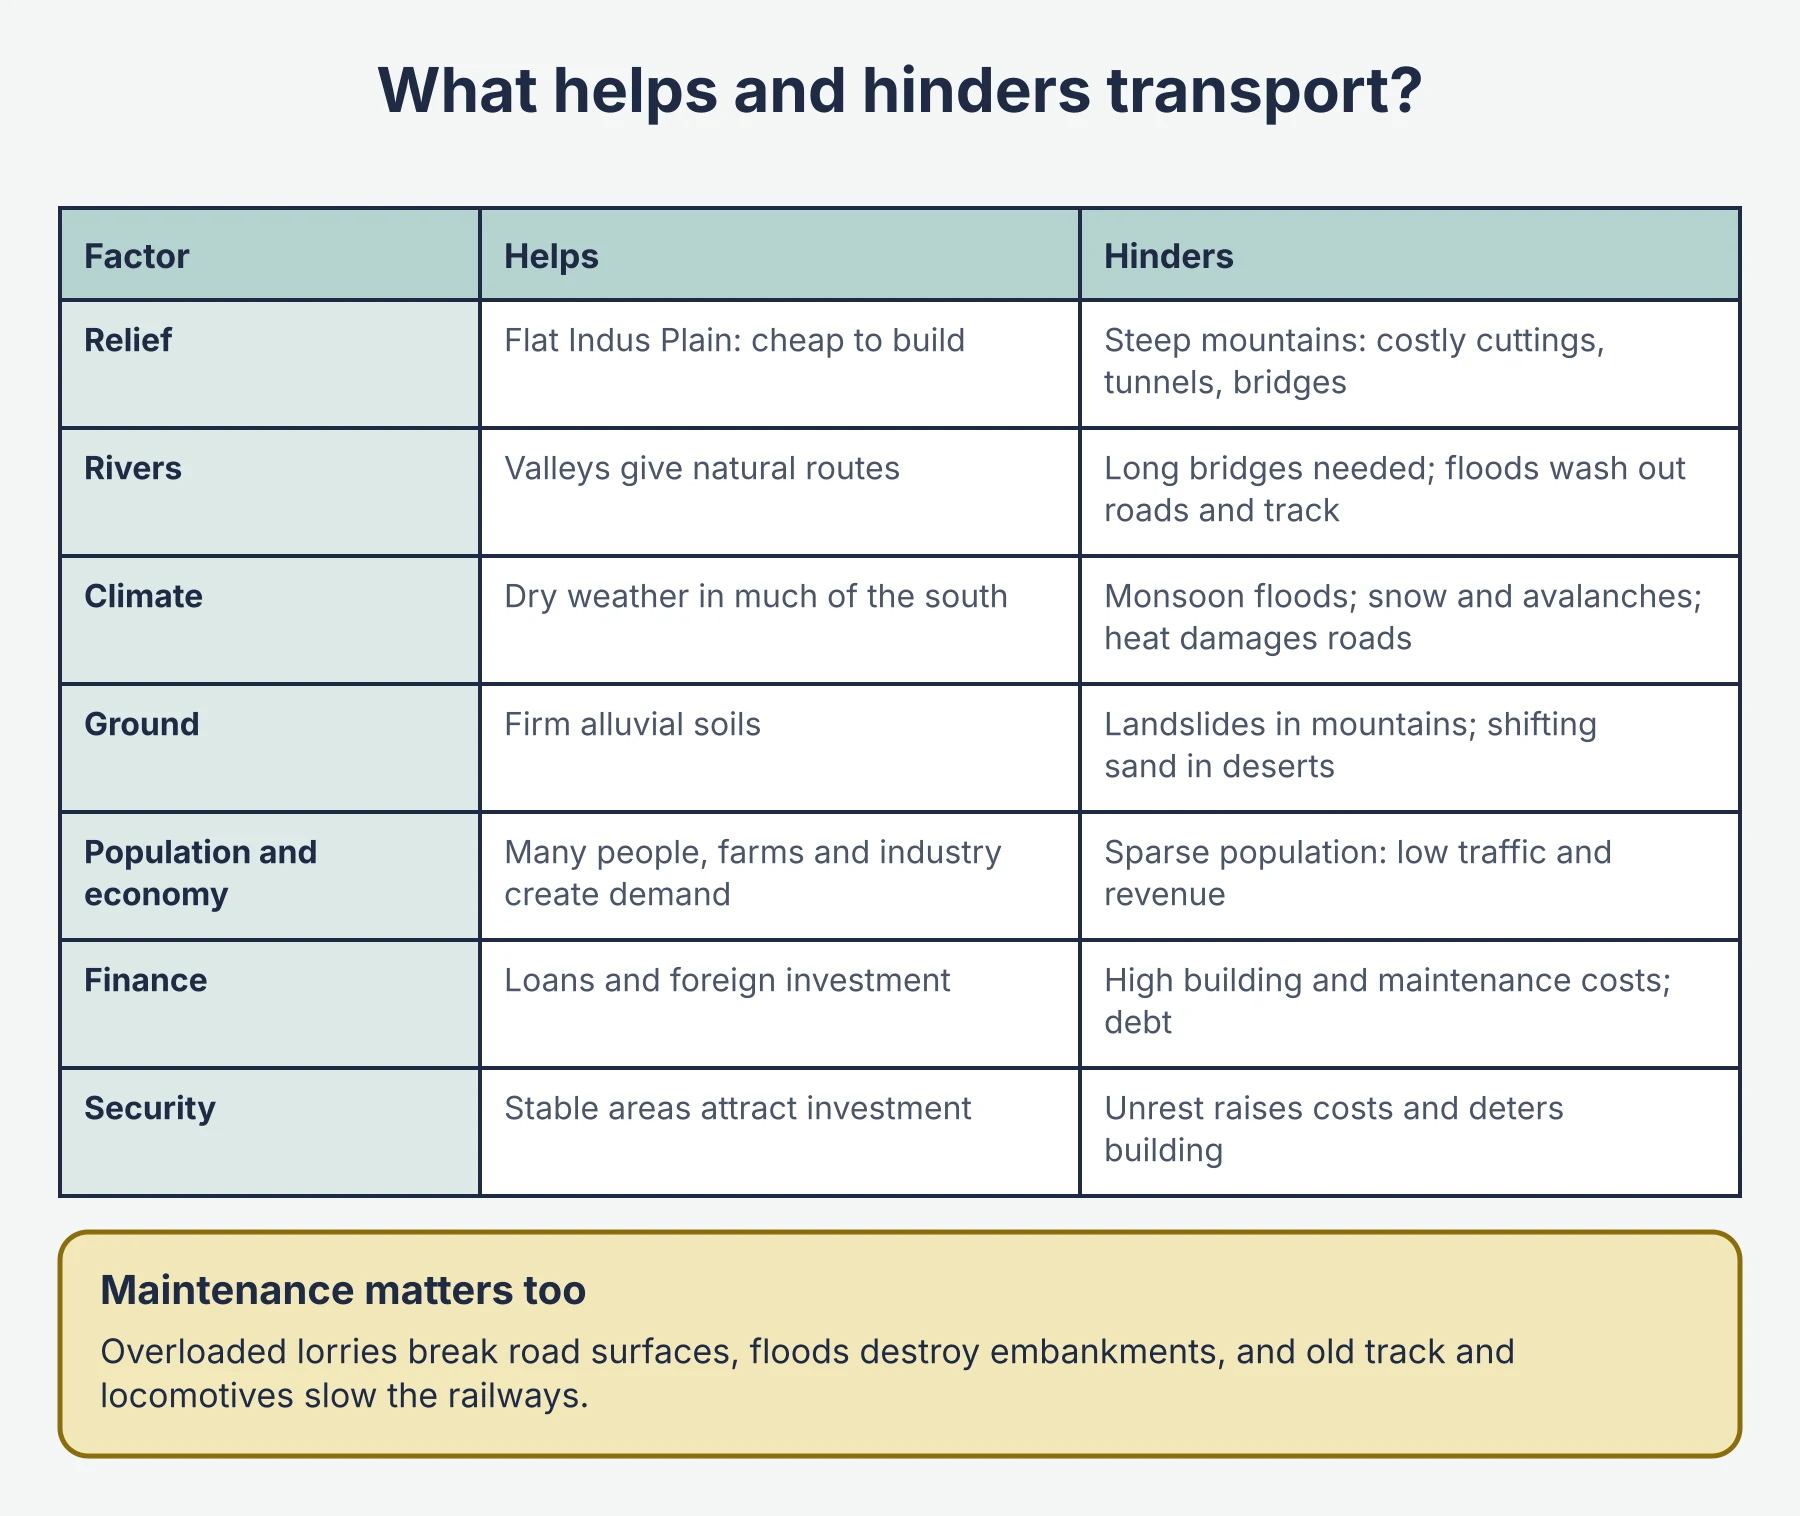 What helps and hinders transport?
Factor
Helps
Hinders
Relief
Flat Indus Plain: cheap to build
Steep mountains: costly cuttings,
tunnels, bridges
Rivers
Valleys give natural routes
Long bridges needed; floods wash out
roads and track
Climate
Dry weather in much of the south
Monsoon floods; snow and avalanches;
heat damages roads
Ground
Firm alluvial soils
Landslides in mountains; shifting
sand in deserts
Population and
economy
Many people, farms and industry
create demand
Sparse population: low traffic and
revenue
Finance
Loans and foreign investment
High building and maintenance costs;
debt
Security
Stable areas attract investment
Unrest raises costs and deters
building
Maintenance matters too
Overloaded lorries break road surfaces, floods destroy embankments, and old track and
locomotives slow the railways.